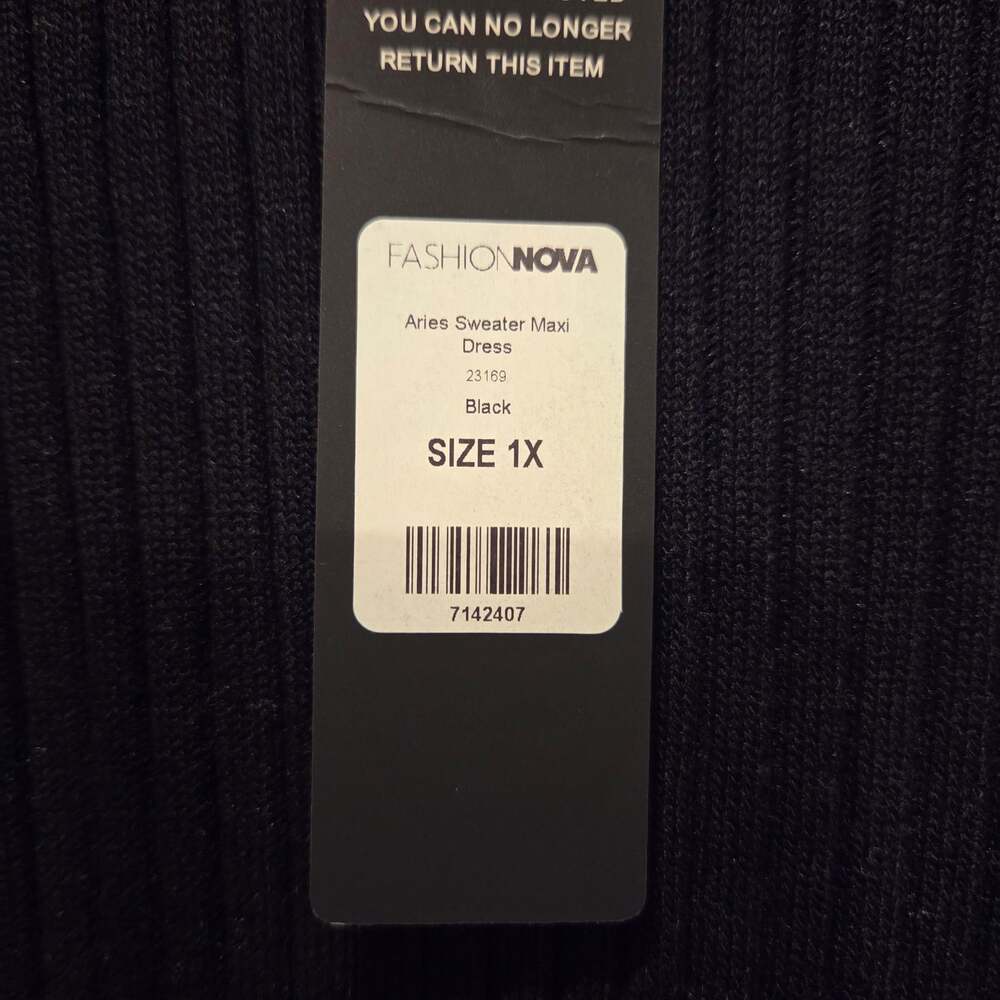 YOU CAN NO LONGER
RETURN THIS ITEM
FASHIONNOVA
Aries Sweater Maxi
Dress
23169
Black
SIZE 1X
7142407